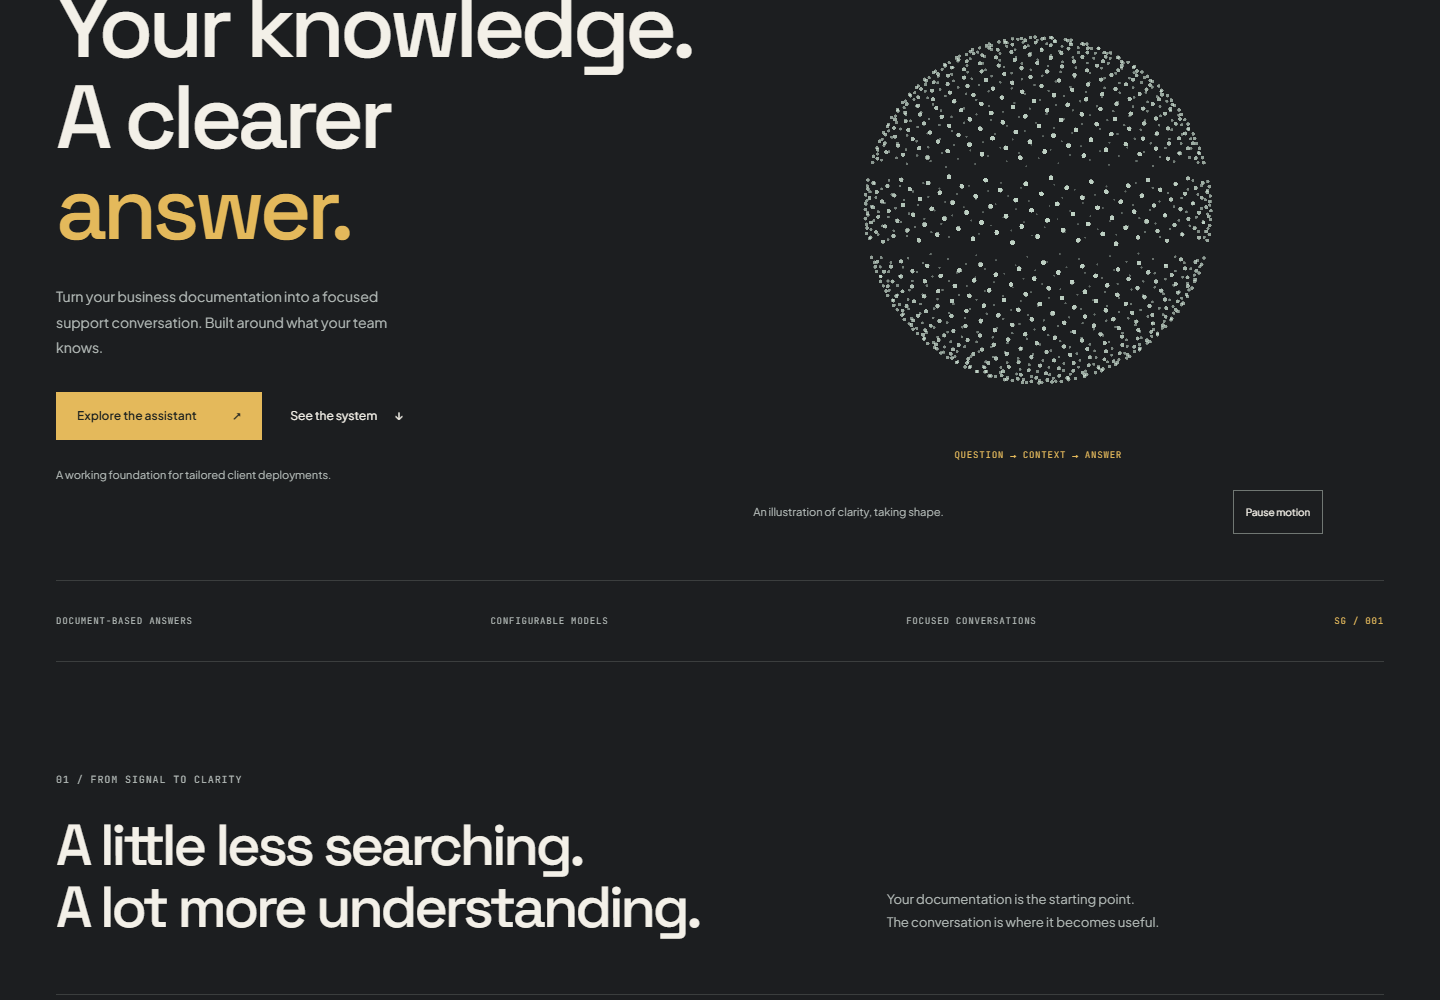 Your knowledge.
A clearer
answer.
Turn your business documentation into a focused
support conversation. Built around what your team
knows.
Explore the assistant ↗
See the system ↓
A working foundation for tailored client deployments.
QUESTION → CONTEXT → ANSWER
An illustration of clarity, taking shape.
Pause motion
DOCUMENT-BASED ANSWERS
CONFIGURABLE MODELS
FOCUSED CONVERSATIONS
SG / 001
01 / FROM SIGNAL TO CLARITY
A little less searching.
A lot more understanding.
Your documentation is the starting point.
The conversation is where it becomes useful.